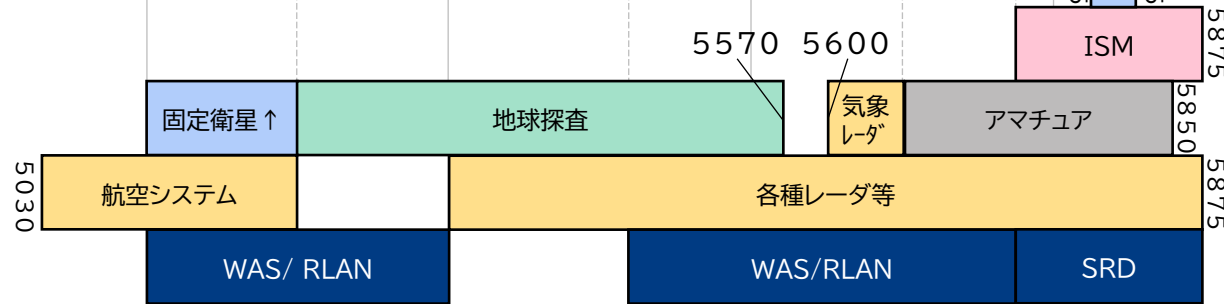 5570 5600
ISM
5875
固定衛星↑
地球探査
気象
ﾚｰﾀﾞ
アマチュア
5850
5030
航空システム
各種レーダ等
5875
WAS/ RLAN
WAS/RLAN
SRD